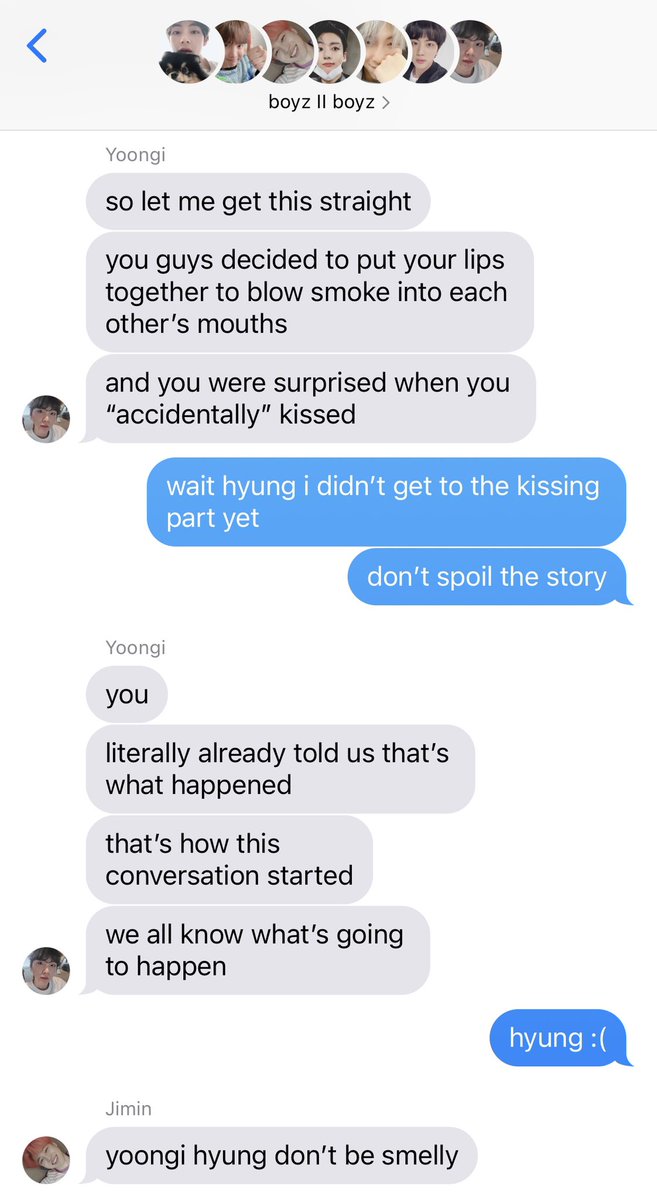 boyz II boyz
Yoongi
so let me get this straight
you guys decided to put your lips
together to blow smoke into each
other’s mouths
and you were surprised when you
“accidentally” kissed
wait hyung i didn’t get to the kissing
part yet
don’t spoil the story
Yoongi
you
literally already told us that’s
what happened
that’s how this
conversation started
we all know what’s going
to happen
hyung :(
Jimin
yoongi hyung don’t be smelly